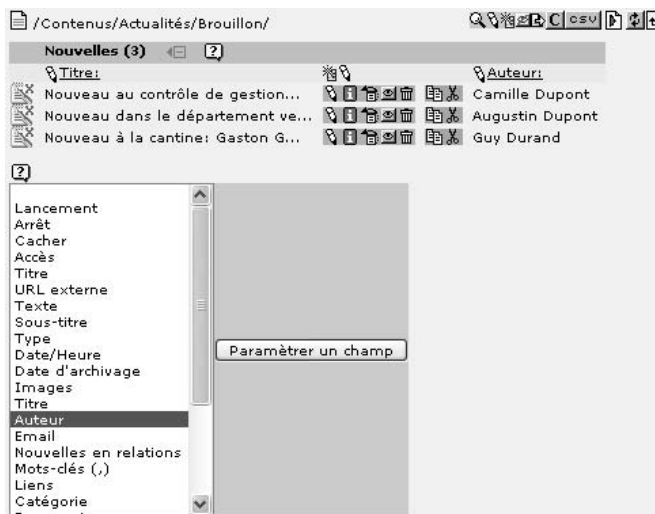 /Contenus/Actualités/Brouillon/ C csv
Nouvelles (3) ?
Titre: Auteur:
Nouveau au contrôle de gestion... Camille Dupont
Nouveau dans le département ve... Augustin Dupont
Nouveau à la cantine: Gaston G... Guy Durand
?
Lancement
Arrêt
Cacher
Accès
Titre
URL externe
Texte
Sous-titre
Type
Date/Heure
Paramètrer un champ
Date d'archivage
Images
Titre
Auteur
Email
Nouvelles en relations
Mots-clés (,)
Liens
Catégorie